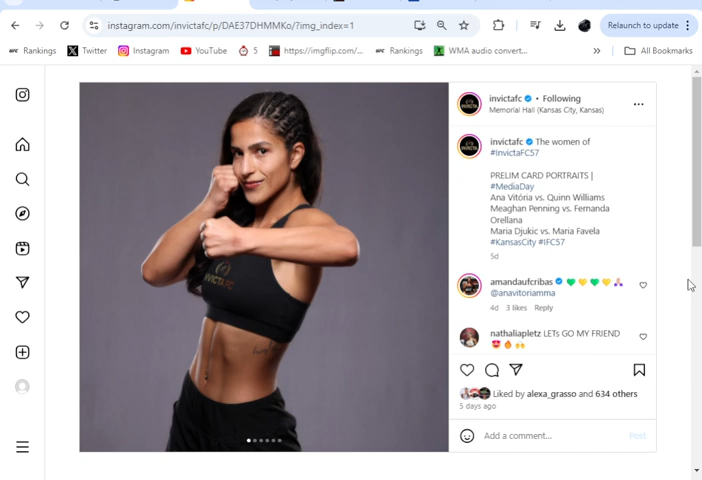 instagram.com/invictafc/p/DAE37DHMMKo/?img_index=1
Relaunch to update
Rankings
Twitter
Instagram
YouTube
5
https://imgflip.com/...
Rankings
WMA audio convert...
»
All Bookmarks
INVICTA FC
invictafc • Following
Memorial Hall (Kansas City, Kansas)
invictafc The women of
#InvictaFC57
PRELIM CARD PORTRAITS |
#MediaDay
Ana Vitória vs. Quinn Williams
Meaghan Penning vs. Fernanda
Orellana
Maria Djukic vs. Maria Favela
#KansasCity #IFC57
5d
amandaufcribas 💚💛💚💛🙏🏻
@anavitoriamma
4d 3 likes Reply
nathaliapletz LETs GO MY FRIEND
😍🔥🙌
Liked by alexa_grasso and 634 others
5 days ago
Add a comment...
Post